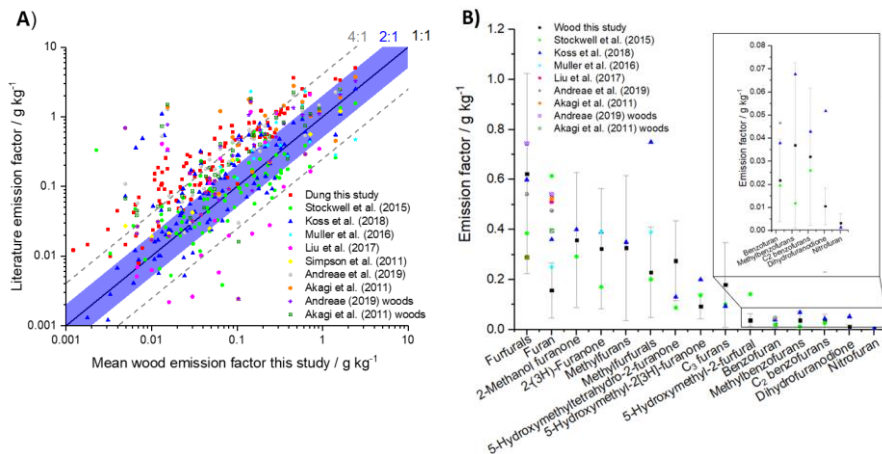 A)
4:1 2:1 1:1
Literature emission factor / g kg⁻¹
10
1
0.1
0.01
0.001
0.001 0.01 0.1 1 10
Mean wood emission factor this study / g kg⁻¹
Dung this study
Stockwell et al. (2015)
Koss et al. (2018)
Muller et al. (2016)
Liu et al. (2017)
Simpson et al. (2011)
Andreae et al. (2019)
Akagi et al. (2011)
Andreae (2019) woods
Akagi et al. (2011) woods
B)
Emission factor / g kg⁻¹
1.2
1.0
0.8
0.6
0.4
0.2
0.0
Wood this study
Stockwell et al. (2015)
Koss et al. (2018)
Muller et al. (2016)
Liu et al. (2017)
Andreae et al. (2019)
Akagi et al. (2011)
Andreae (2019) woods
Akagi et al. (2011) woods
Furfurals
Furan
2-Methanol furanone
2-(3H)-Furanone
Methylfurans
Methylfurfurals
5-Hydroxymethyltetrahydro-2-furanone
5-Hydroxymethyl-2[3H]-furanone
C₃ furans
5-Hydroxymethyl-2-furfural
Benzofuran
Methylbenzofurans
C₂ benzofurans
Dihydrofuranodione
Nitrofuran
Emission factor / g kg⁻¹
0.08
0.07
0.06
0.05
0.04
0.03
0.02
0.01
0.00
Benzofuran
Methylbenzofurans
C2 benzofurans
Dihydrofuranodione
Nitrofuran